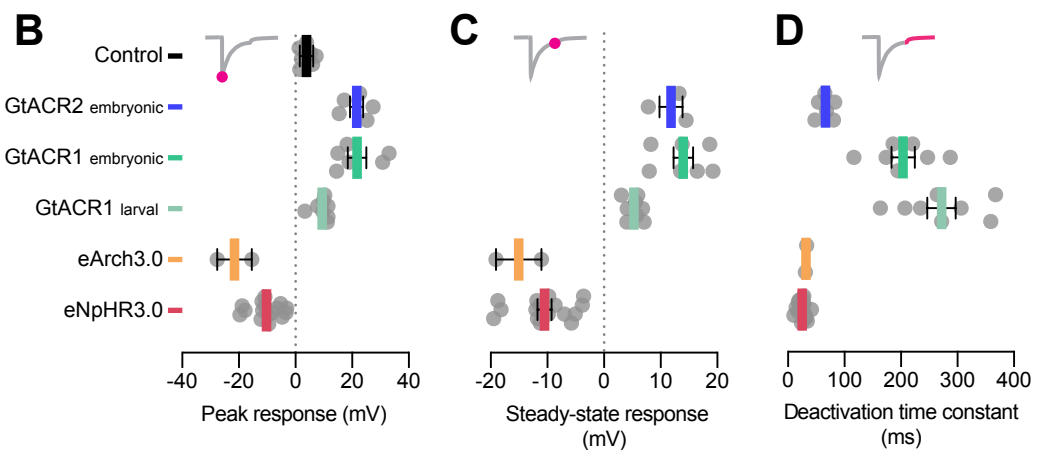 B
C
D
Control
GtACR2 embryonic
GtACR1 embryonic
GtACR1 larval
eArch3.0
eNpHR3.0
-40 -20 0 20 40
-20 -10 0 10 20
0 100 200 300 400
Peak response (mV)
Steady-state response
(mV)
Deactivation time constant
(ms)